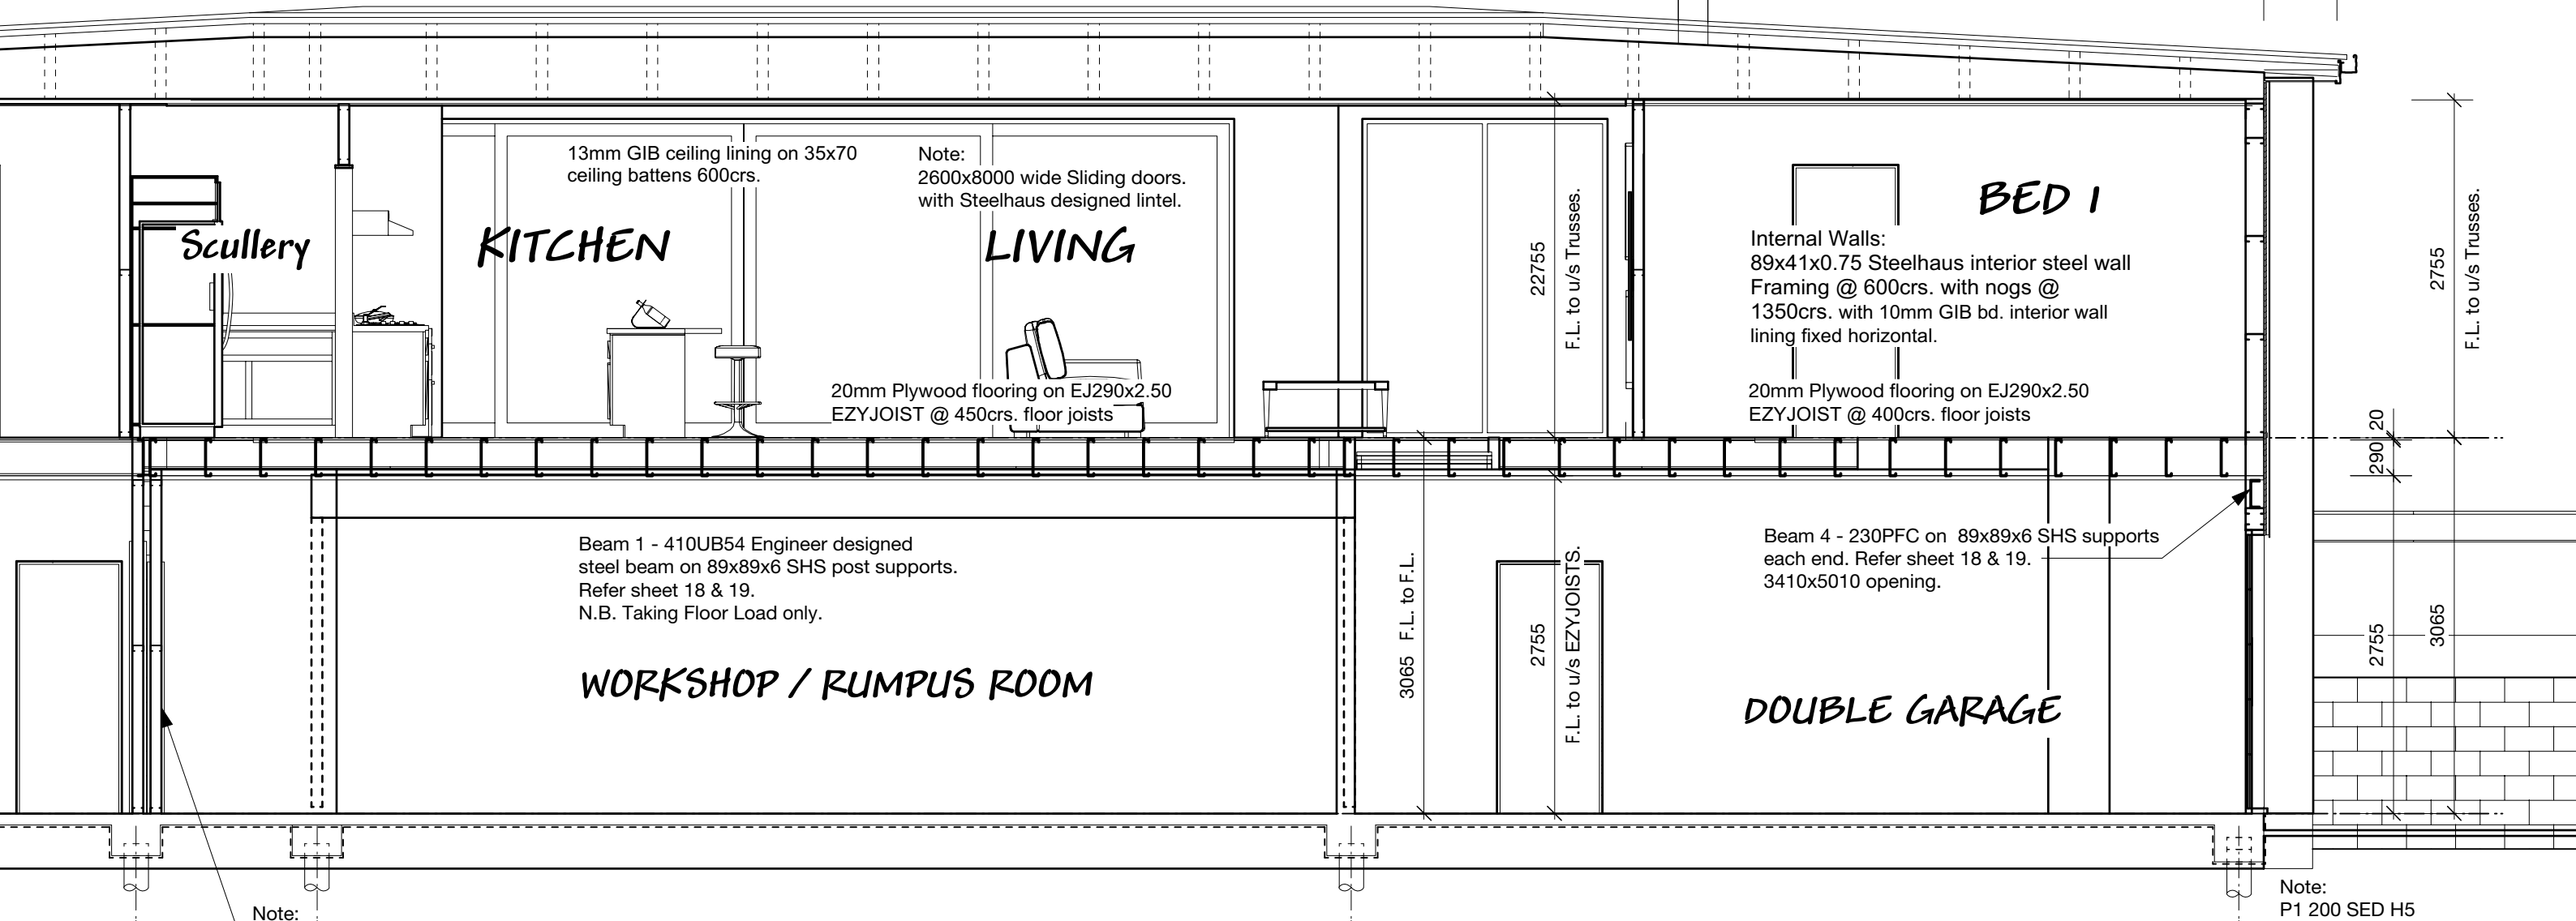 13mm GIB ceiling lining on 35x70
ceiling battens 600crs.
Note:
2600x8000 wide Sliding doors.
with Steelhaus designed lintel.
Scullery
KITCHEN
LIVING
BED 1
22755
F.L. to u/s Trusses.
Internal Walls:
89x41x0.75 Steelhaus interior steel wall
Framing @ 600crs. with nogs @
1350crs. with 10mm GIB bd. interior wall
lining fixed horizontal.
2755
F.L. to u/s Trusses.
20mm Plywood flooring on EJ290x2.50
EZYJOIST @ 450crs. floor joists
20mm Plywood flooring on EJ290x2.50
EZYJOIST @ 400crs. floor joists
20
290
Beam 1 - 410UB54 Engineer designed
steel beam on 89x89x6 SHS post supports.
Refer sheet 18 & 19.
N.B. Taking Floor Load only.
3065 F.L. to F.L.
2755
F.L. to u/s EZYJOISTS.
Beam 4 - 230PFC on 89x89x6 SHS supports
each end. Refer sheet 18 & 19.
3410x5010 opening.
2755
3065
WORKSHOP / RUMPUS ROOM
DOUBLE GARAGE
Note:
Note:
P1 200 SED H5